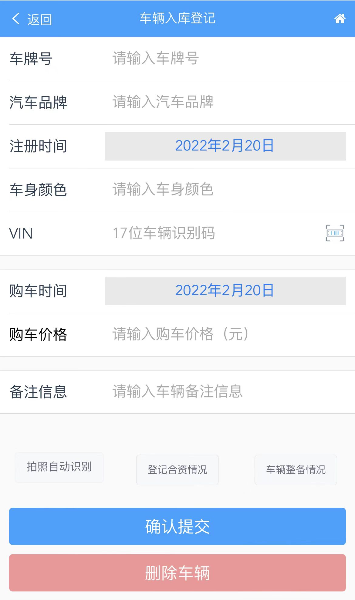 返回 车辆入库登记
车牌号 请输入车牌号
汽车品牌 请输入汽车品牌
注册时间 2022年2月20日
车身颜色 请输入车身颜色
VIN 17位车辆识别码
购车时间 2022年2月20日
购车价格 请输入购车价格（元）
备注信息 请输入车辆备注信息
拍照自动识别 登记合资情况 车辆整备情况
确认提交
删除车辆